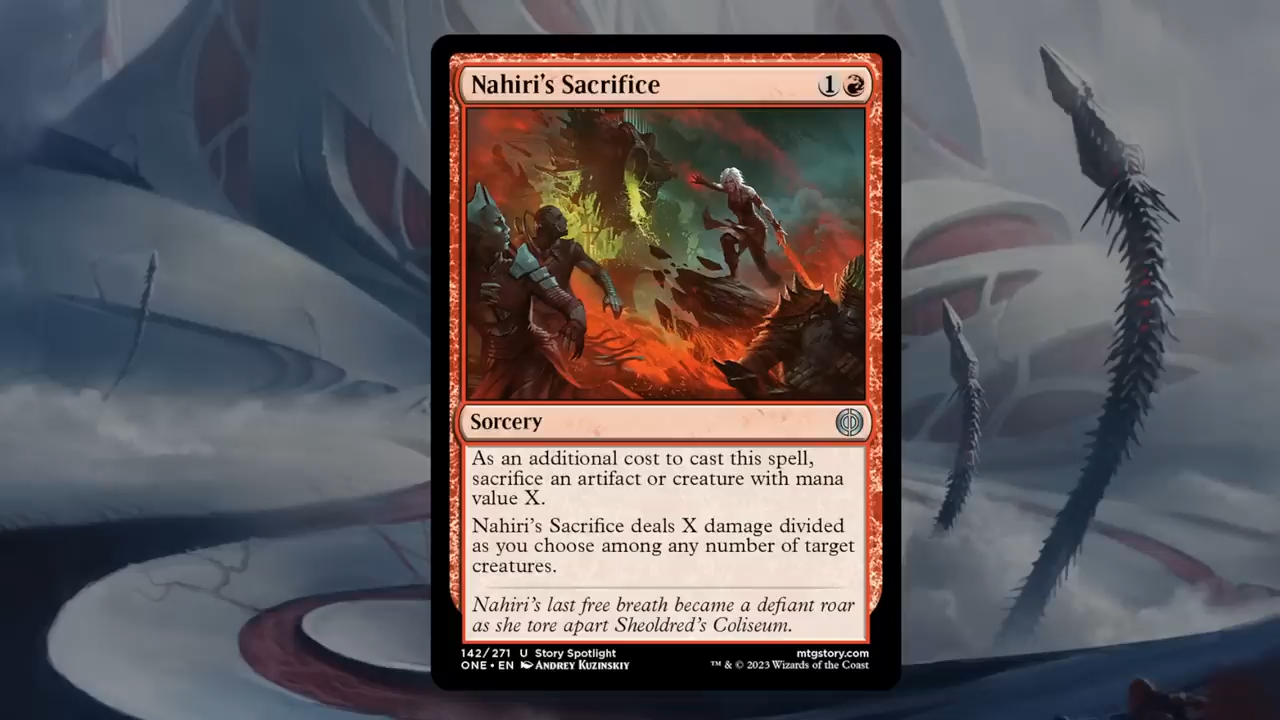 Nahiri's Sacrifice 1
Sorcery
As an additional cost to cast this spell,
sacrifice an artifact or creature with mana
value X.
Nahiri's Sacrifice deals X damage divided
as you choose among any number of target
creatures.
Nahiri's last free breath became a defiant roar
as she tore apart Sheoldred's Coliseum.
142/271 U Story Spotlight mtgstory.com
ONE • EN Andrey Kuzinskiy ™ & © 2023 Wizards of the Coast